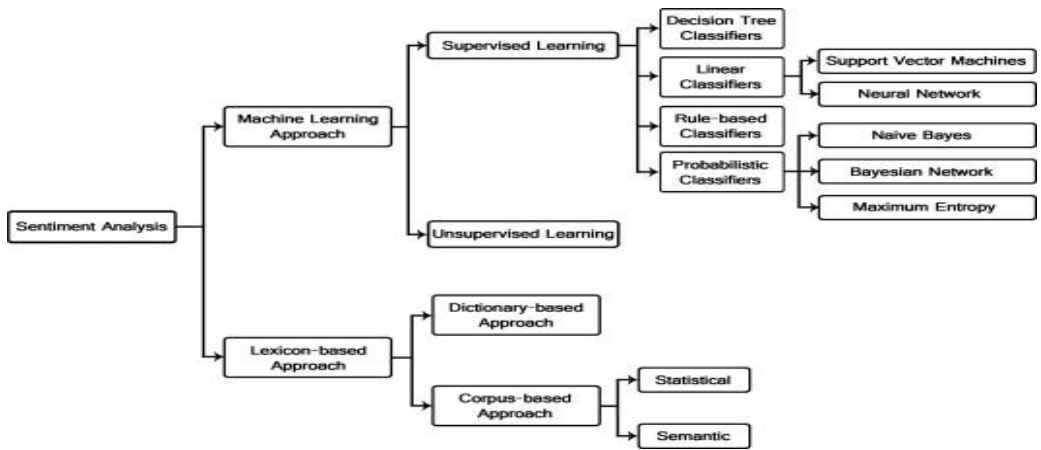 Decision Tree
Classifiers
Supervised Learning
Linear
Classifiers
Support Vector Machines
Neural Network
Machine Learning
Approach
Rule-based
Classifiers
Naive Bayes
Probabilistic
Classifiers
Bayesian Network
Maximum Entropy
Sentiment Analysis
Unsupervised Learning
Dictionary-based
Approach
Lexicon-based
Approach
Statistical
Corpus-based
Approach
Semantic